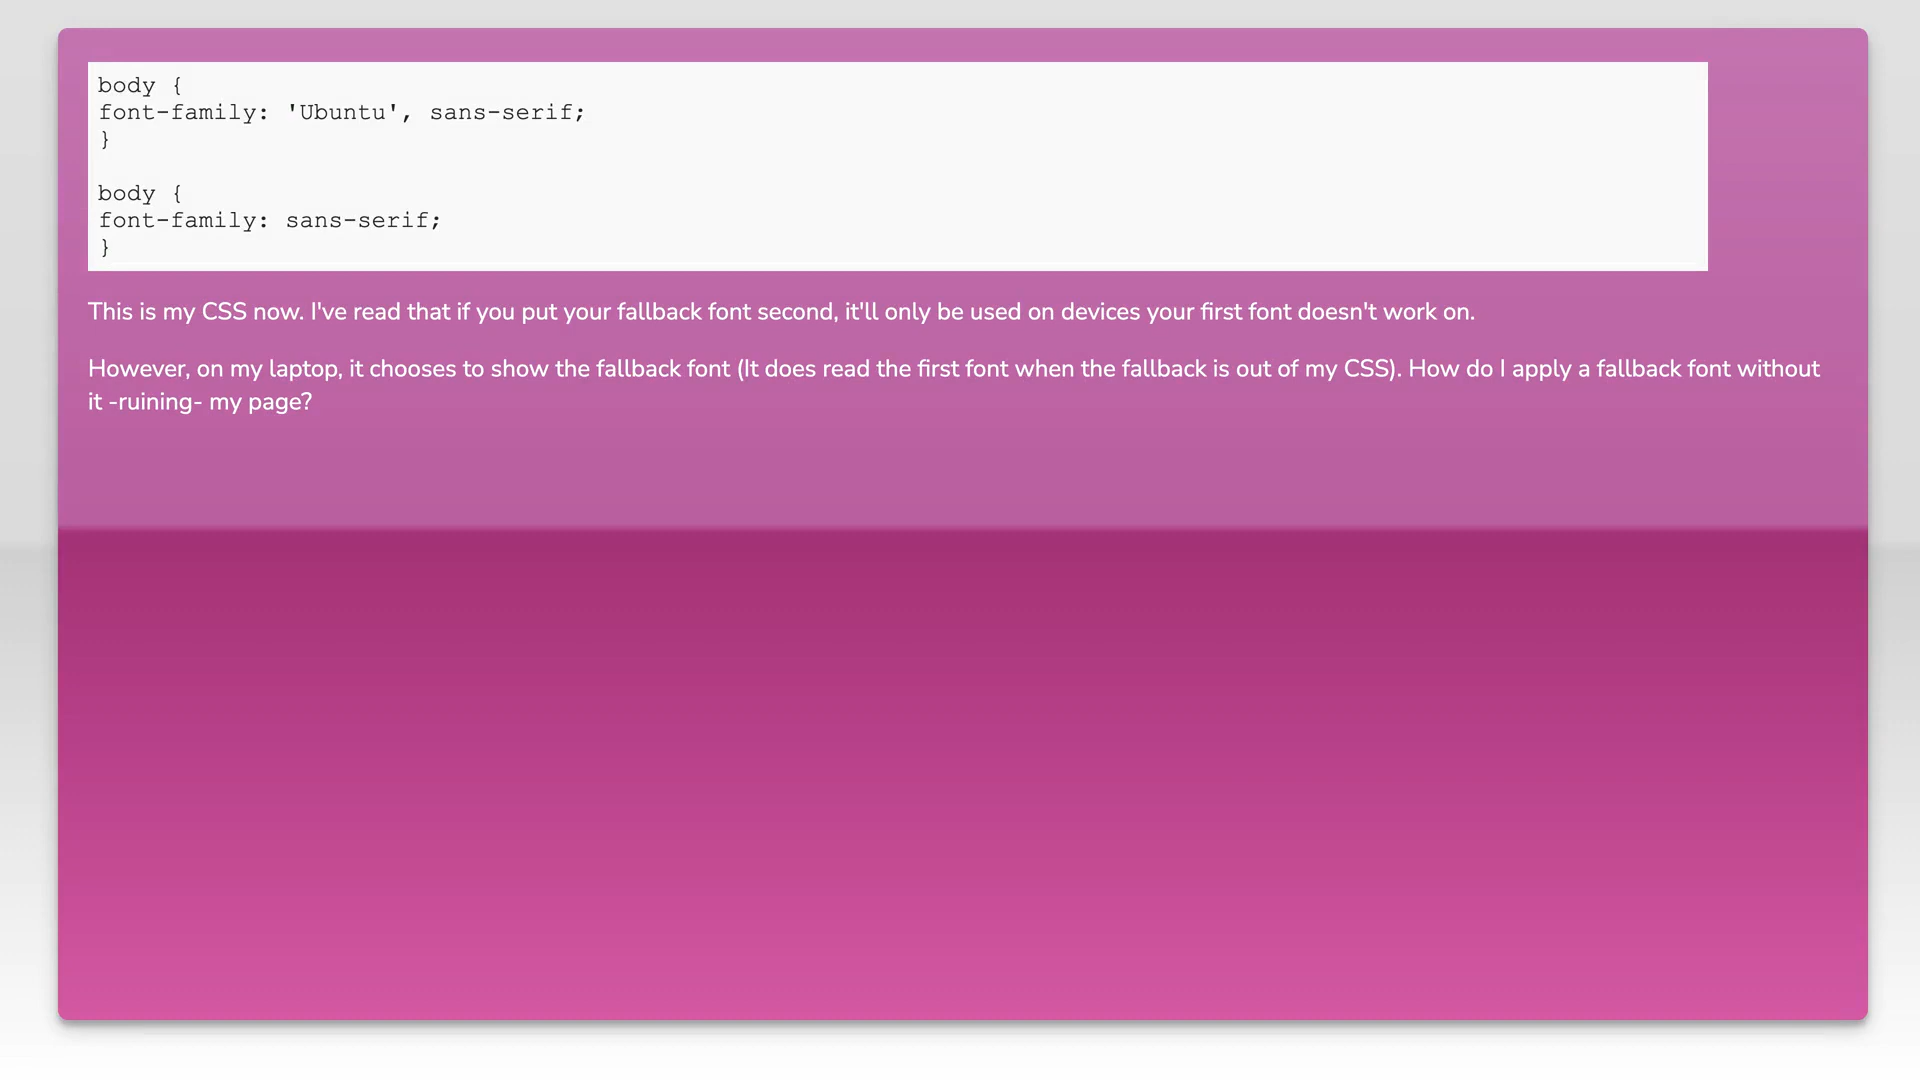 body {
font-family: 'Ubuntu', sans-serif;
}
body {
font-family: sans-serif;
}
This is my CSS now. I've read that if you put your fallback font second, it'll only be used on devices your first font doesn't work on.
However, on my laptop, it chooses to show the fallback font (It does read the first font when the fallback is out of my CSS). How do I apply a fallback font without
it -ruining- my page?